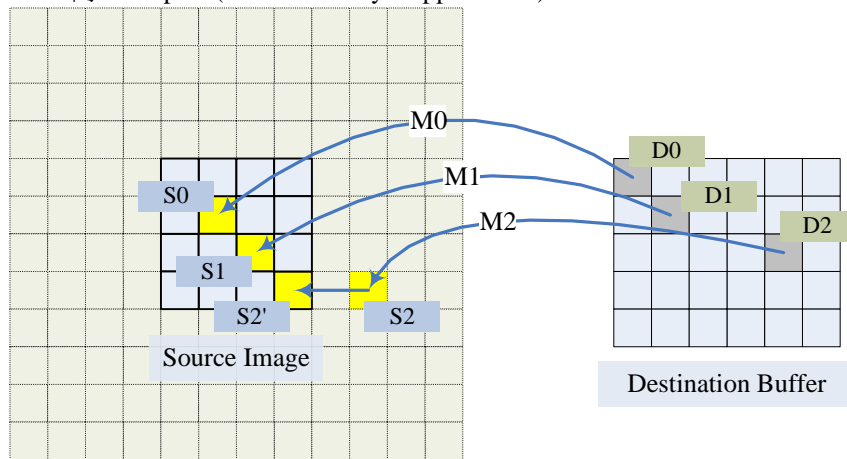 M0
D0
M1
S0
D1
M2
D2
S1
S2'
S2
Source Image
Destination Buffer